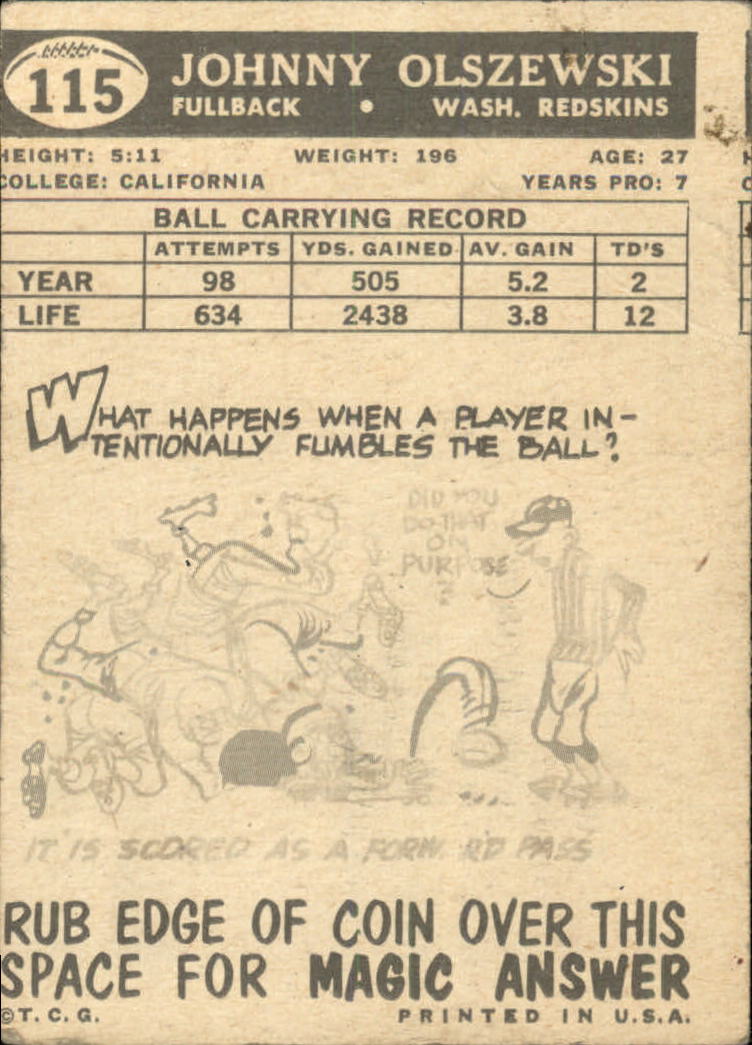 115
JOHNNY OLSZEWSKI
FULLBACK • WASH. REDSKINS
HEIGHT: 5:11 WEIGHT: 196 AGE: 27
COLLEGE: CALIFORNIA YEARS PRO: 7
BALL CARRYING RECORD
ATTEMPTS YDS. GAINED AV. GAIN TD'S
YEAR 98 505 5.2 2
LIFE 634 2438 3.8 12
WHAT HAPPENS WHEN A PLAYER IN-
TENTIONALLY FUMBLES THE BALL?
DID YOU
DO THAT
ON
PURPOSE
?
IT IS SCORED AS A FORW RD PASS
RUB EDGE OF COIN OVER THIS
SPACE FOR MAGIC ANSWER
©T.C.G. PRINTED IN U.S.A.